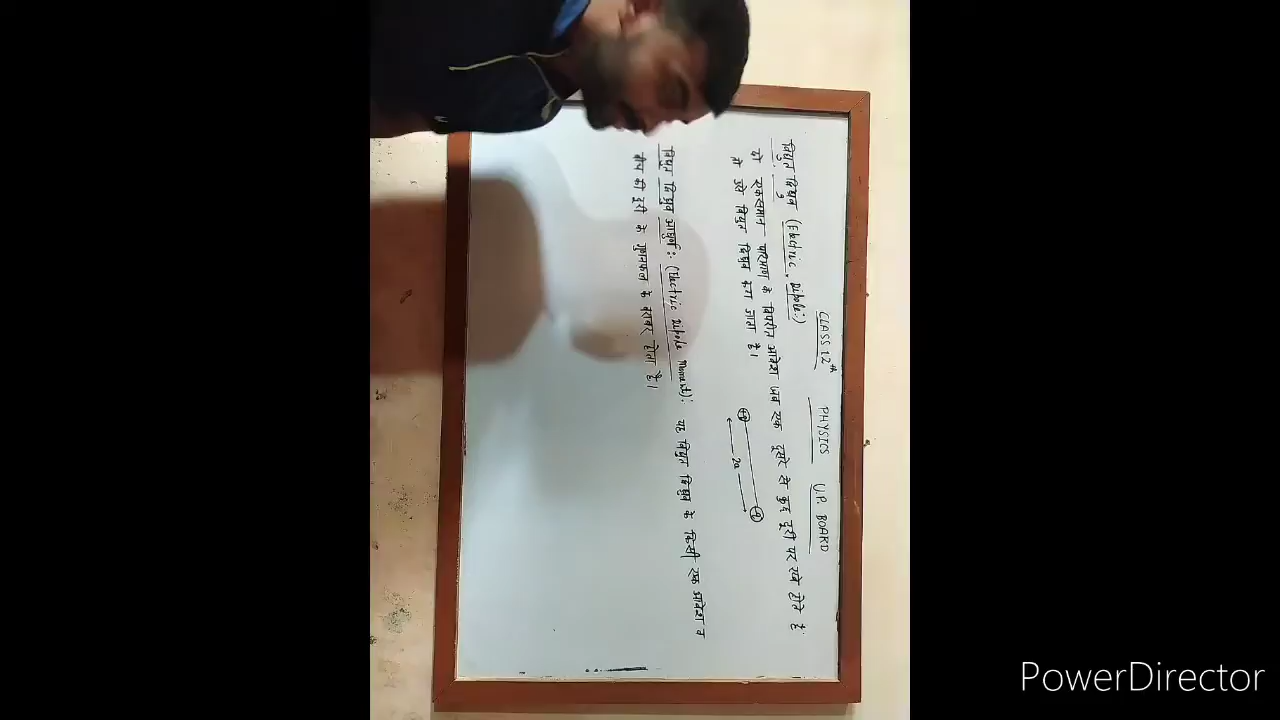 CLASS 12th PHYSICS U.P. BOARD
विधुत द्विध्रुव (Electric Dipole:)
दो एकसमान परिमाण के विपरीत आवेश जब एक दूसरे से कुछ दूरी पर रखे होते हैं
तो उसे विधुत द्विध्रुव कहा जाता है।
+q -q
2a
विधुत द्विध्रुव आघूर्ण: (Electric Dipole Moment): यह विधुत द्विध्रुव के किसी एक आवेश व
बीच की दूरी के गुणनफल के बराबर होता है।
PowerDirector